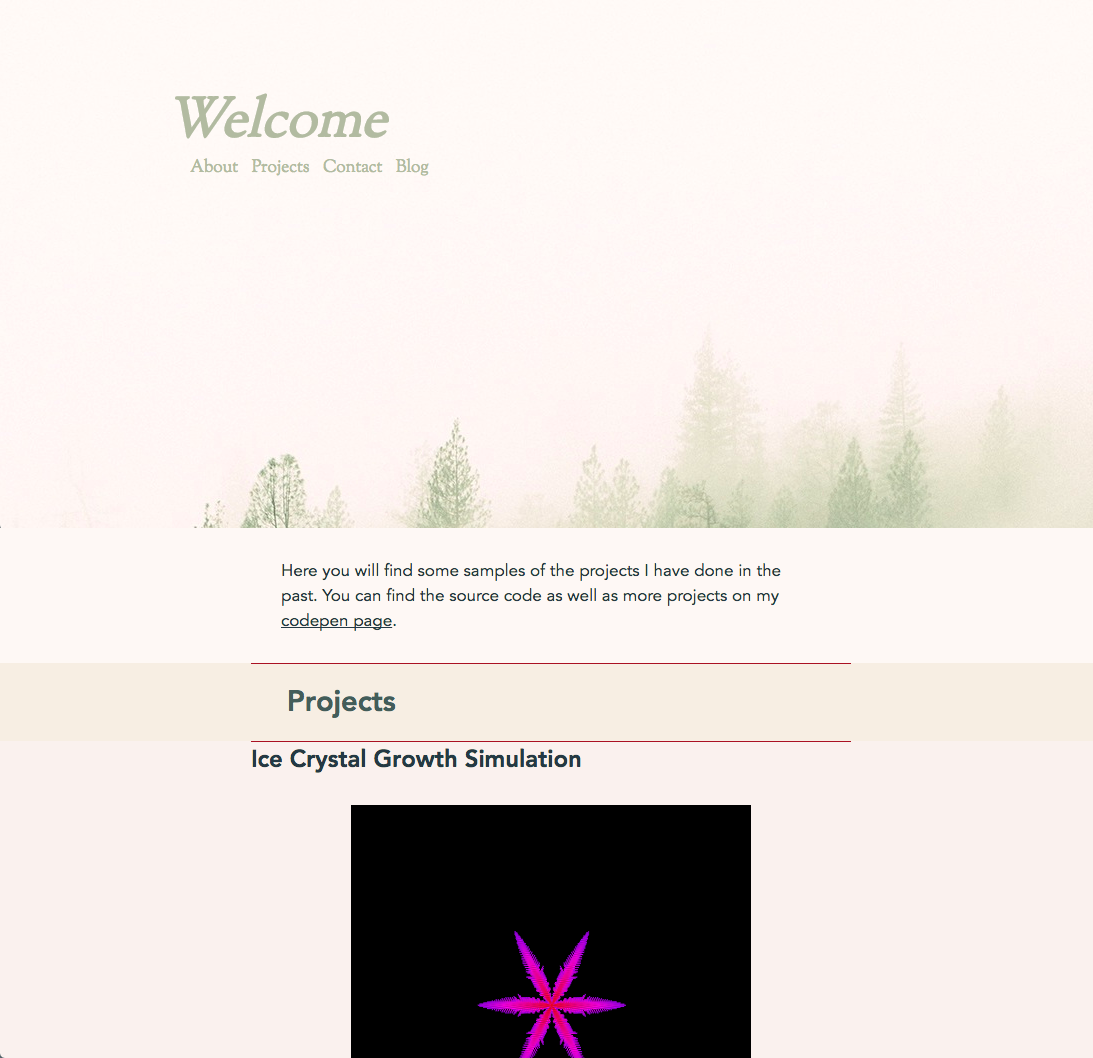 Welcome
About Projects Contact Blog
Here you will find some samples of the projects I have done in the
past. You can find the source code as well as more projects on my
codepen page.
Projects
Ice Crystal Growth Simulation